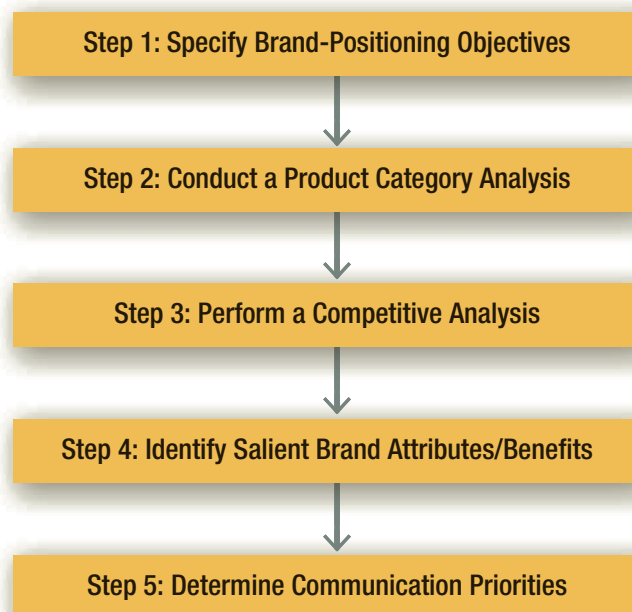 Step 1: Specify Brand-Positioning Objectives
Step 2: Conduct a Product Category Analysis
Step 3: Perform a Competitive Analysis
Step 4: Identify Salient Brand Attributes/Benefits
Step 5: Determine Communication Priorities